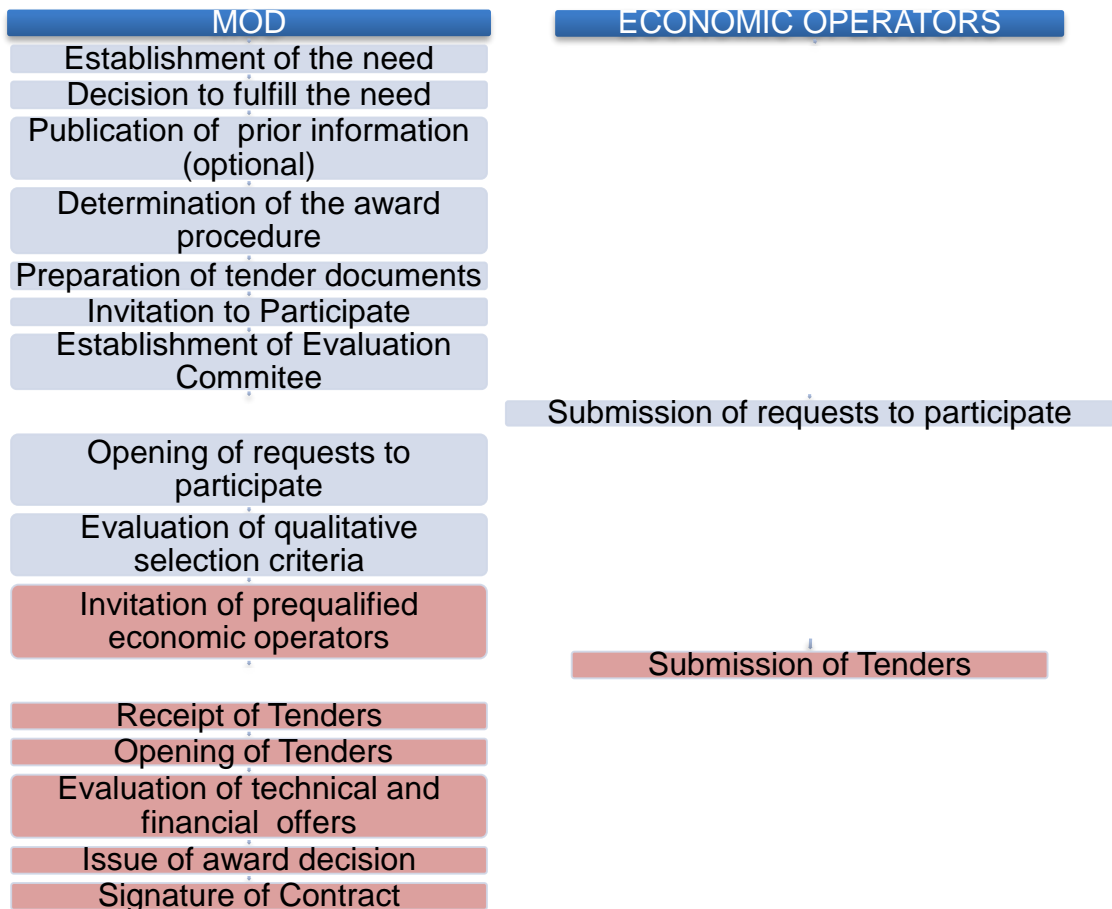 MOD
ECONOMIC OPERATORS
Establishment of the need
Decision to fulfill the need
Publication of prior information
(optional)
Determination of the award
procedure
Preparation of tender documents
Invitation to Participate
Establishment of Evaluation
Commitee
Submission of requests to participate
Opening of requests to
participate
Evaluation of qualitative
selection criteria
Invitation of prequalified
economic operators
Submission of Tenders
Receipt of Tenders
Opening of Tenders
Evaluation of technical and
financial offers
Issue of award decision
Signature of Contract